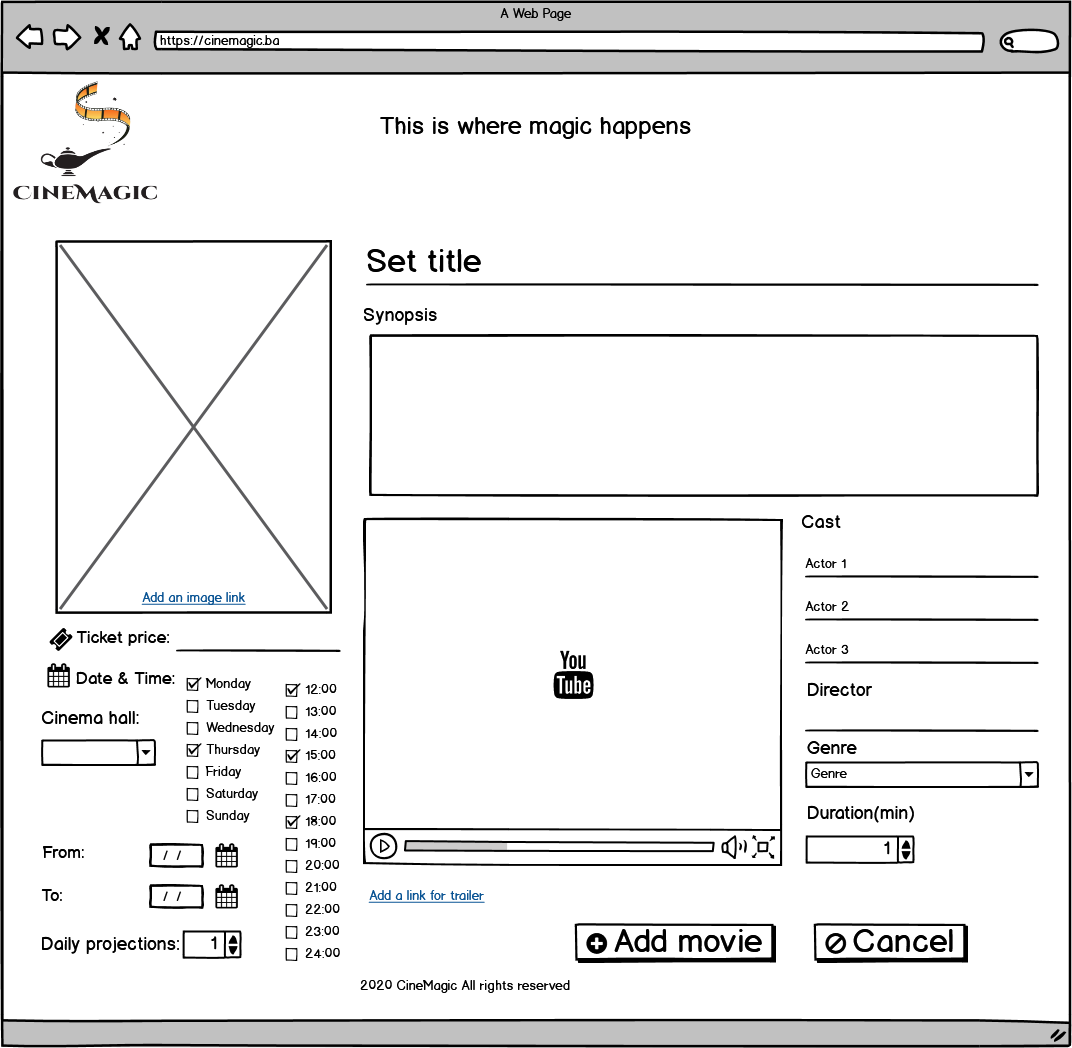 A Web Page
https://cinemagic.ba
CINEMAGIC
This is where magic happens
Set title
Synopsis
Add an image link
Ticket price:
Date & Time:
Monday
Tuesday
Wednesday
Thursday
Friday
Saturday
Sunday
12:00
13:00
14:00
15:00
16:00
17:00
18:00
19:00
20:00
21:00
22:00
23:00
24:00
Cinema hall:
From:
/ /
To:
/ /
Daily projections:
1
You
Tube
Add a link for trailer
Cast
Actor 1
Actor 2
Actor 3
Director
Genre
Genre
Duration(min)
1
Add movie
Cancel
2020 CineMagic All rights reserved